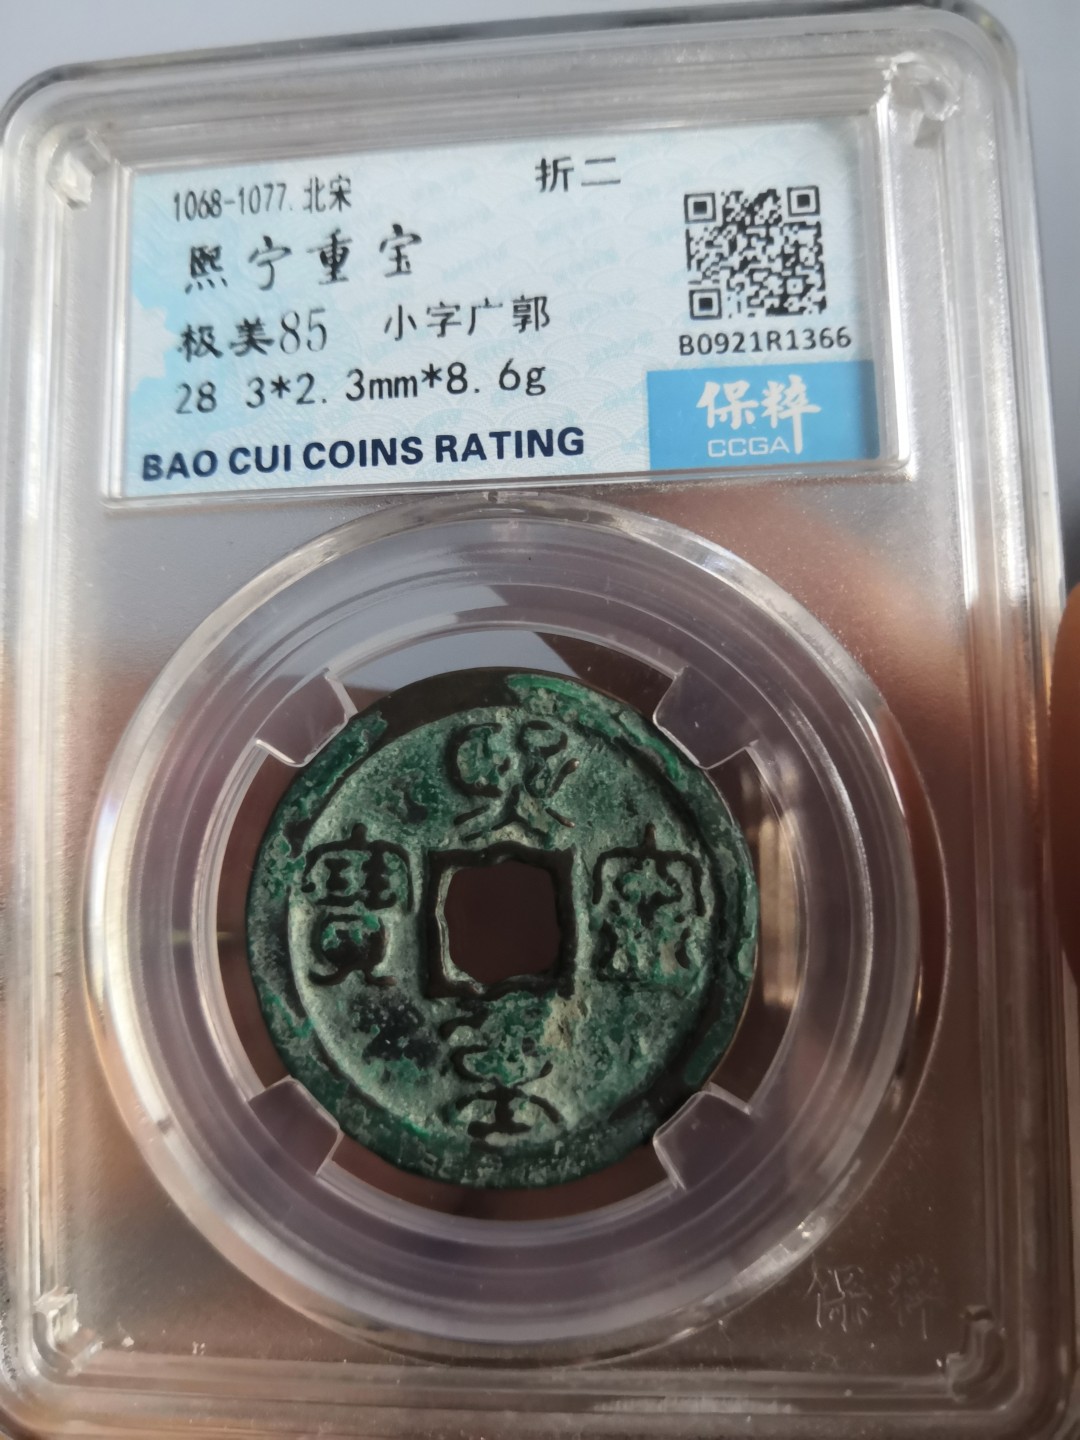 1068-1077.北宋 折二
熙宁重宝
极美85 小字广郭
28 3*2.3mm*8.6g
BAO CUI COINS RATING
B0921R1366
保粹
CCGA
熙
寶 寧
重
保粹